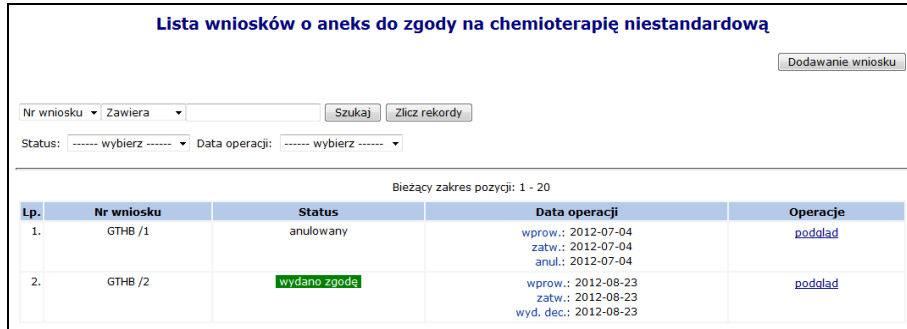 Lista wniosków o aneks do zgody na chemioterapię niestandardową
Dodawanie wniosku
Nr wniosku Zawiera Szukaj Zlicz rekordy
Status: ------ wybierz ------ Data operacji: ------ wybierz ------
Bieżący zakres pozycji: 1 - 20
Lp. Nr wniosku Status Data operacji Operacje
1. GTHB /1 anulowany wprow.: 2012-07-04 podgląd
zatw.: 2012-07-04
anul.: 2012-07-04
2. GTHB /2 wydano zgodę wprow.: 2012-08-23 podgląd
zatw.: 2012-08-23
wyd. dec.: 2012-08-23